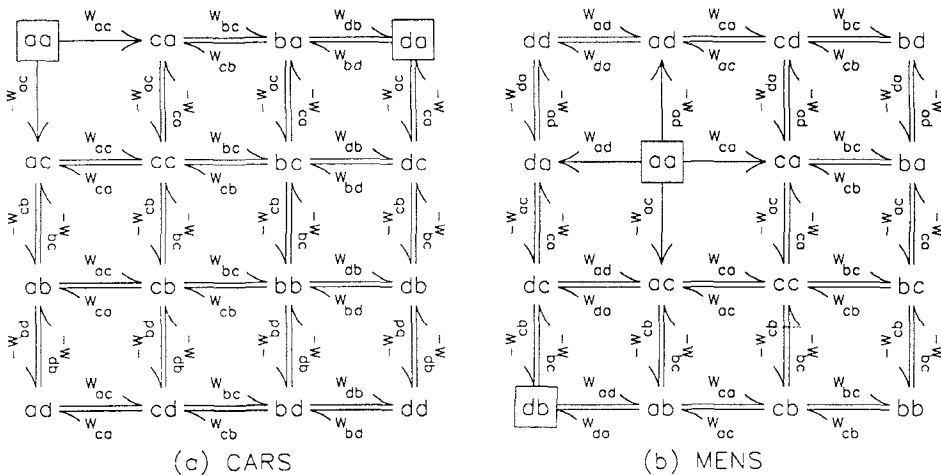 W_ac W_bc W_db
aa ca ba da
W_cb W_bd
-W_ac -W_ac -W_ca -W_ac -W_ca -W_ac -W_ca
W_ac W_bc W_db
ac cc bc dc
W_ca W_cb W_bd
-W_cb -W_bc -W_cb -W_bc -W_cb -W_bc -W_cb -W_bc
W_ac W_bc W_db
ab cb bb db
W_ca W_cb W_bd
-W_bd -W_db -W_bd -W_db -W_bd -W_db -W_bd -W_db
W_ac W_bc W_db
ad cd bd dd
W_ca W_cb W_bd
(a) CARS
W_ad W_ca W_bc
dd ad cd bd
W_da W_ac W_cb
-W_da -W_ad -W_ad -W_da -W_ad -W_da -W_ad
W_ad W_ca W_bc
da aa ca ba
W_cb
-W_ac -W_ca -W_ac -W_ac -W_ca -W_ac -W_ca
W_ad W_ca W_bc
dc ac cc bc
W_da W_ac W_cb
-W_cb -W_bc -W_cb -W_bc -W_cb -W_bc -W_cb -W_bc
W_ad W_ca W_bc
db ab cb bb
W_da W_ac W_cb
(b) MENS